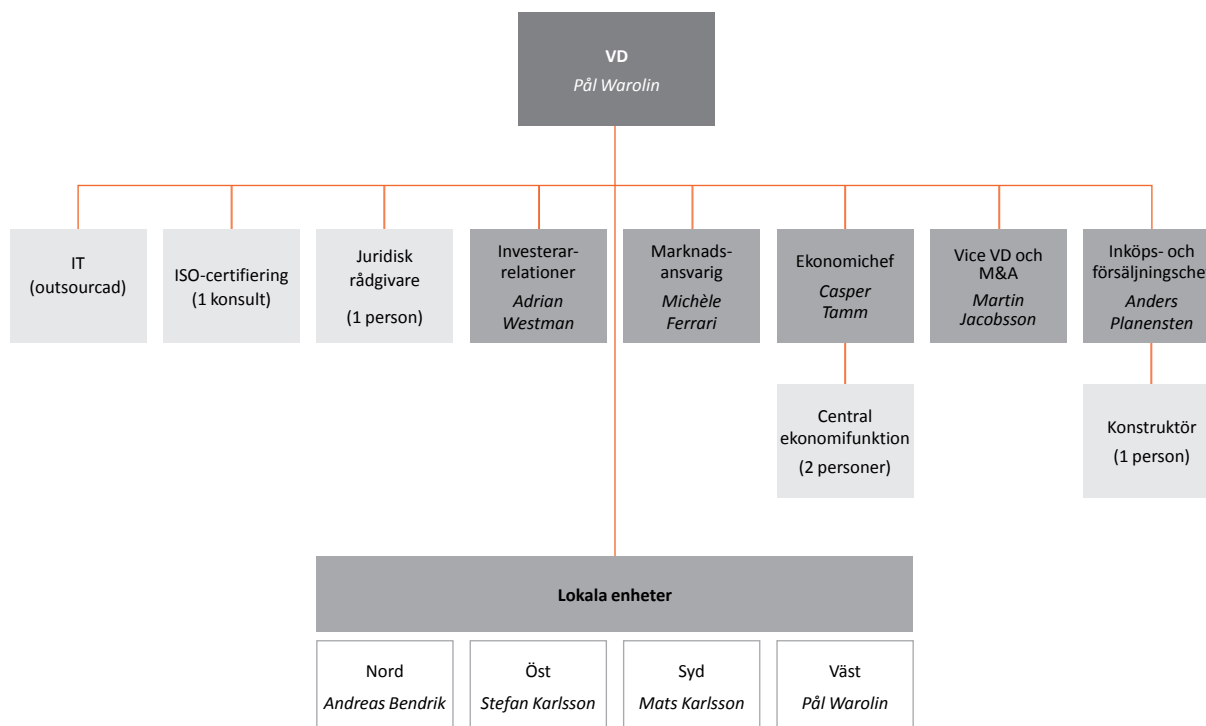 VD
Pål Warolin
IT
(outsourcad)
ISO-certifiering
(1 konsult)
Juridisk
rådgivare
(1 person)
Investerar-
relationer
Adrian
Westman
Marknads-
ansvarig
Michèle
Ferrari
Ekonomichef
Casper
Tamm
Vice VD och
M&A
Martin
Jacobsson
Inköps- och
försäljningschef
Anders
Planensten
Central
ekonomifunktion
(2 personer)
Konstruktör
(1 person)
Lokala enheter
Nord
Andreas Bendrik
Öst
Stefan Karlsson
Syd
Mats Karlsson
Väst
Pål Warolin